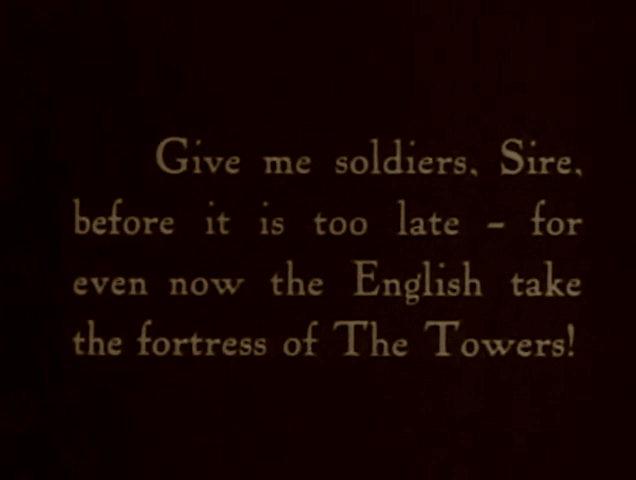 Give me soldiers, Sire,
before it is too late - for
even now the English take
the fortress of The Towers!